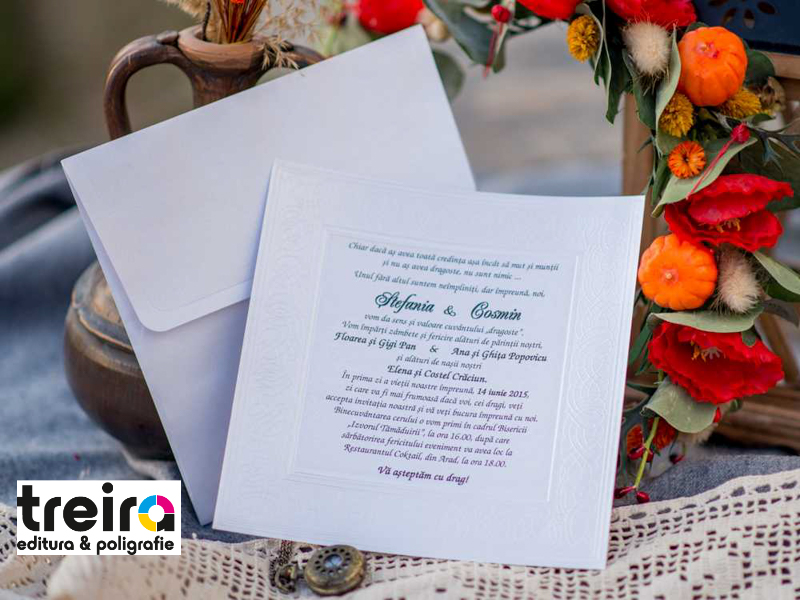 Chiar dacă aș avea toată credința așa încât să mut și munții
și nu aș avea dragoste, nu sunt nimic ...
Unul fără altul suntem neîmpliniți, dar împreună, noi,
Ștefania & Cosmin
vom da sens și valoare cuvântului „dragoste".
Vom împărți zâmbete și fericire alături de părinții noștri,
Floarea și Gigi Pan & Ana și Ghița Popovicu
și alături de nașii noștri
Elena și Costel Crăciun.
În prima zi a vieții noastre împreună, 14 iunie 2015,
zi care va fi mai frumoasă dacă voi, cei dragi, veți
accepta invitația noastră și vă veți bucura împreună cu noi.
Binecuvântarea cerului o vom primi în cadrul Bisericii
„Izvorul Tămăduirii", la ora 16.00, după care
sărbătorirea fericitului eveniment va avea loc la
Restaurantul Coktail, din Arad, la ora 18.00.
Vă așteptăm cu drag!
treira
editura & poligrafie